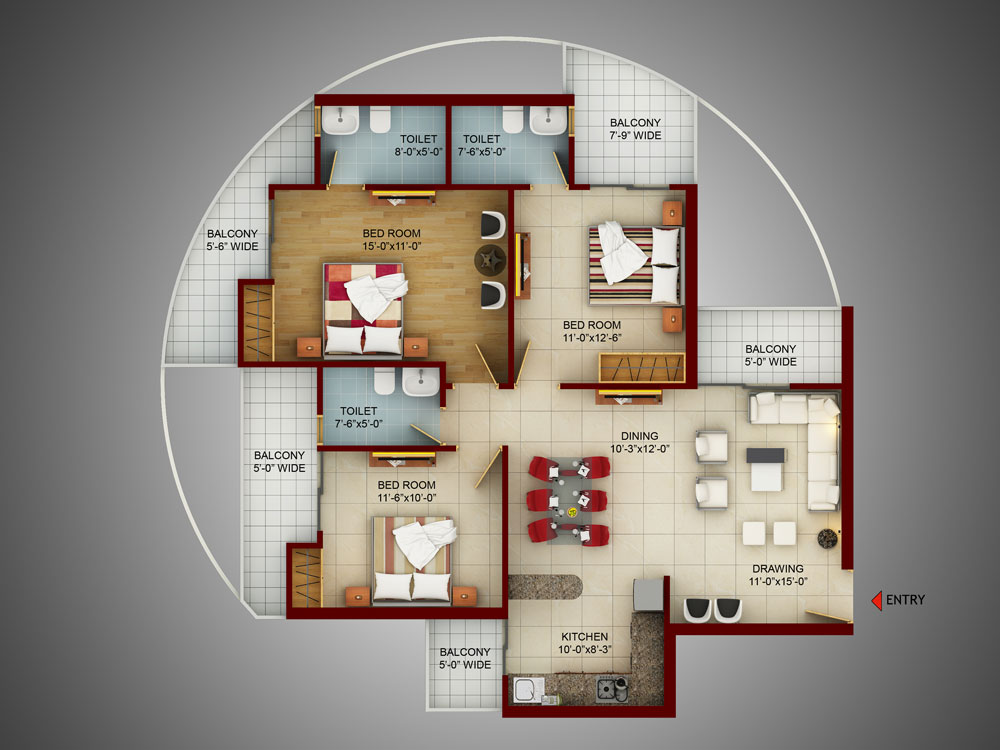 BALCONY
7'-9" WIDE
TOILET
8'-0"x5'-0"
TOILET
7'-6"x5'-0"
BALCONY
5'-6" WIDE
BED ROOM
15'-0"x11'-0"
BED ROOM
11'-0"x12'-6"
BALCONY
5'-0" WIDE
TOILET
7'-6"x5'-0"
DINING
10'-3"x12'-0"
BALCONY
5'-0" WIDE
BED ROOM
11'-6"x10'-0"
DRAWING
11'-0"x15'-0"
ENTRY
KITCHEN
10'-0"x8'-3"
BALCONY
5'-0" WIDE